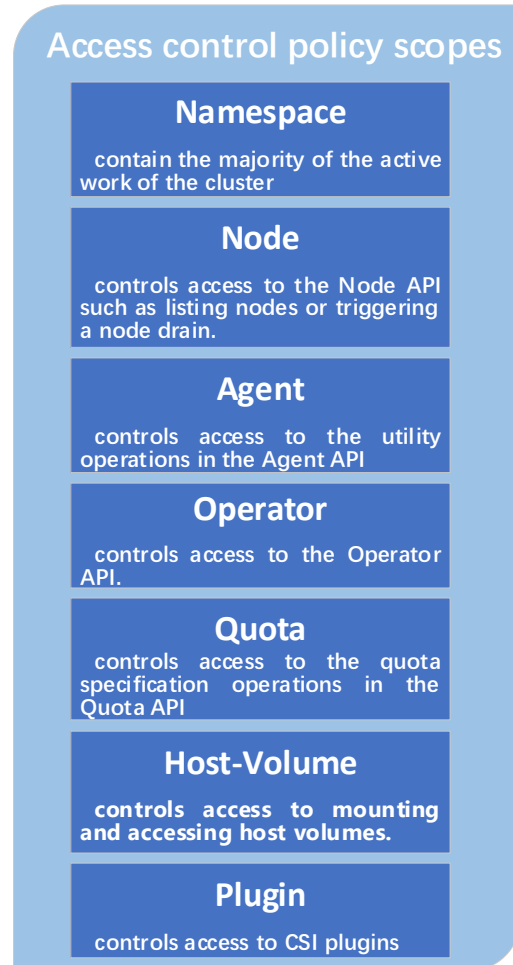 Access control policy scopes
Namespace
contain the majority of the active
work of the cluster
Node
controls access to the Node API
such as listing nodes or triggering
a node drain.
Agent
controls access to the utility
operations in the Agent API
Operator
controls access to the Operator
API.
Quota
controls access to the quota
specification operations in the
Quota API
Host-Volume
controls access to mounting
and accessing host volumes.
Plugin
controls access to CSI plugins